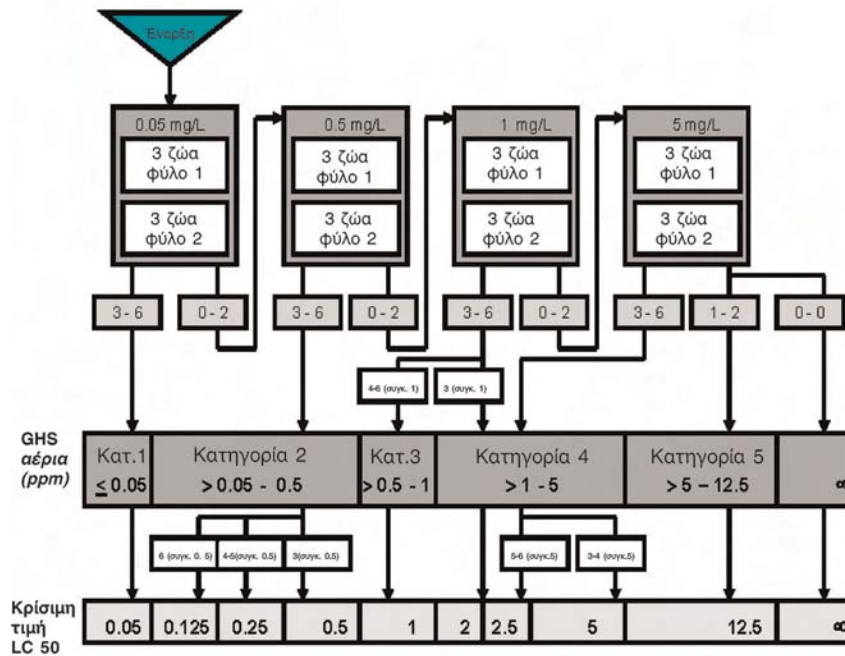 Έναρξη
0.05 mg/L
0.5 mg/L
1 mg/L
5 mg/L
3 ζώα
φύλο 1
3 ζώα
φύλο 1
3 ζώα
φύλο 1
3 ζώα
φύλο 1
3 ζώα
φύλο 2
3 ζώα
φύλο 2
3 ζώα
φύλο 2
3 ζώα
φύλο 2
3 - 6
0 - 2
3 - 6
0 - 2
3 - 6
0 - 2
3 - 6
1 - 2
0 - 0
4-6 (συγκ. 1)
3 (συγκ. 1)
GHS
αέρια
(ppm)
Κατ.1
≤ 0.05
Κατηγορία 2
> 0.05 - 0.5
Κατ.3
> 0.5 - 1
Κατηγορία 4
> 1 - 5
Κατηγορία 5
> 5 – 12.5
6 (συγκ. 0. 5)
4-5(συγκ. 0.5)
3(συγκ. 0.5)
5-6 (συγκ.5)
3-4 (συγκ.5)
Κρίσιμη
τιμή
LC 50
0.05
0.125
0.25
0.5
1
2
2.5
5
12.5